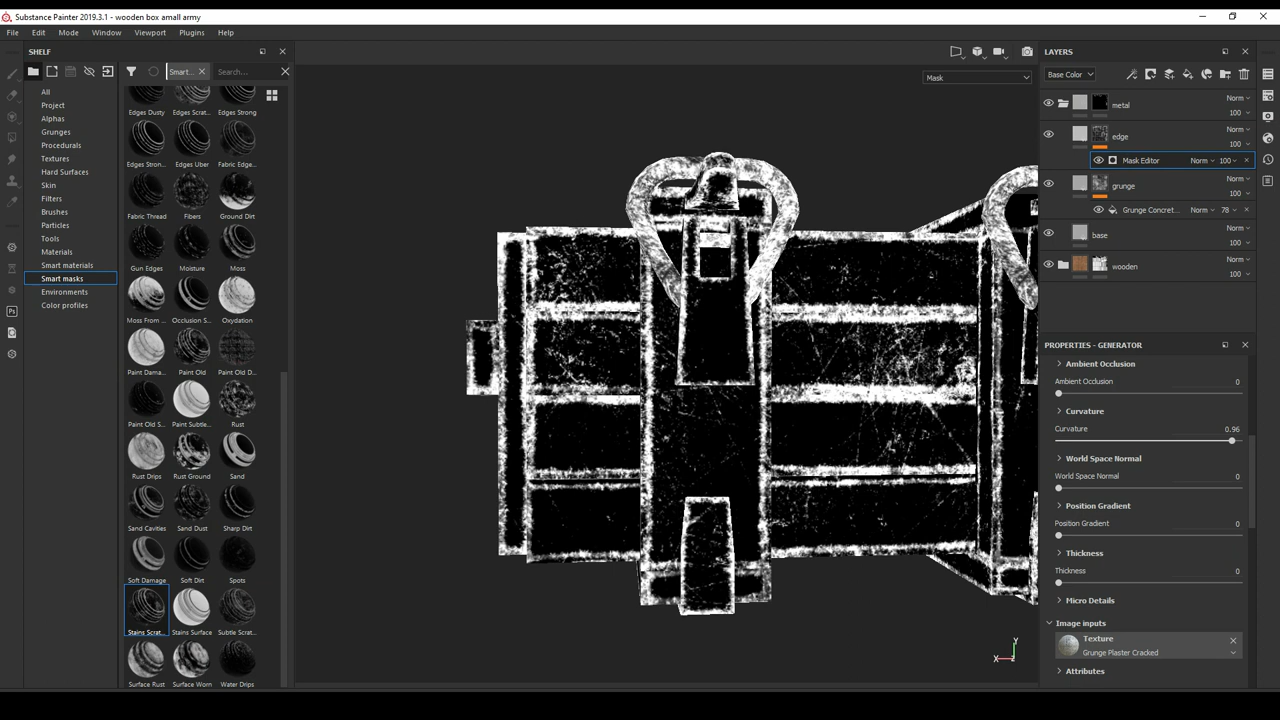 Substance Painter 2019.3.1 - wooden box amall army
File Edit Mode Window Viewport Plugins Help
SHELF
Smart... Search...
All
Project
Alphas
Grunges
Procedurals
Textures
Hard Surfaces
Skin
Filters
Brushes
Particles
Tools
Materials
Smart materials
Smart masks
Environments
Color profiles
Edges Dusty Edges Scrat... Edges Strong
Edges Stron... Edges Uber Fabric Edge...
Fabric Thread Fibers Ground Dirt
Gun Edges Moisture Moss
Moss From ... Occlusion S... Oxydation
Paint Dama... Paint Old Paint Old D...
Paint Old S... Paint Subtle... Rust
Rust Drips Rust Ground Sand
Sand Cavities Sand Dust Sharp Dirt
Soft Damage Soft Dirt Spots
Stains Scrat... Stains Surface Subtle Scrat...
Surface Rust Surface Worn Water Drips
Mask
Y
X Z
LAYERS
Base Color
metal Norm
100
edge Norm
100
Mask Editor Norm 100
grunge Norm
100
Grunge Concret... Norm 78
base Norm
100
wooden Norm
100
PROPERTIES - GENERATOR
Ambient Occlusion
Ambient Occlusion 0
Curvature
Curvature 0.96
World Space Normal
World Space Normal 0
Position Gradient
Position Gradient 0
Thickness
Thickness 0
Micro Details
Image inputs
Texture
Grunge Plaster Cracked
Attributes
Ps